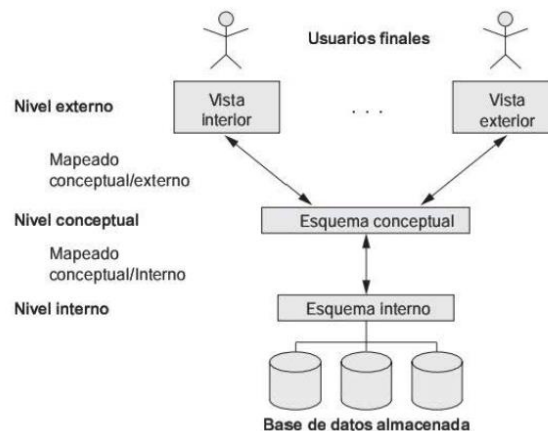 Usuarios finales
Nivel externo
Vista
interior
. . .
Vista
exterior
Mapeado
conceptual/externo
Nivel conceptual
Esquema conceptual
Mapeado
conceptual/Interno
Nivel interno
Esquema interno
Base de datos almacenada